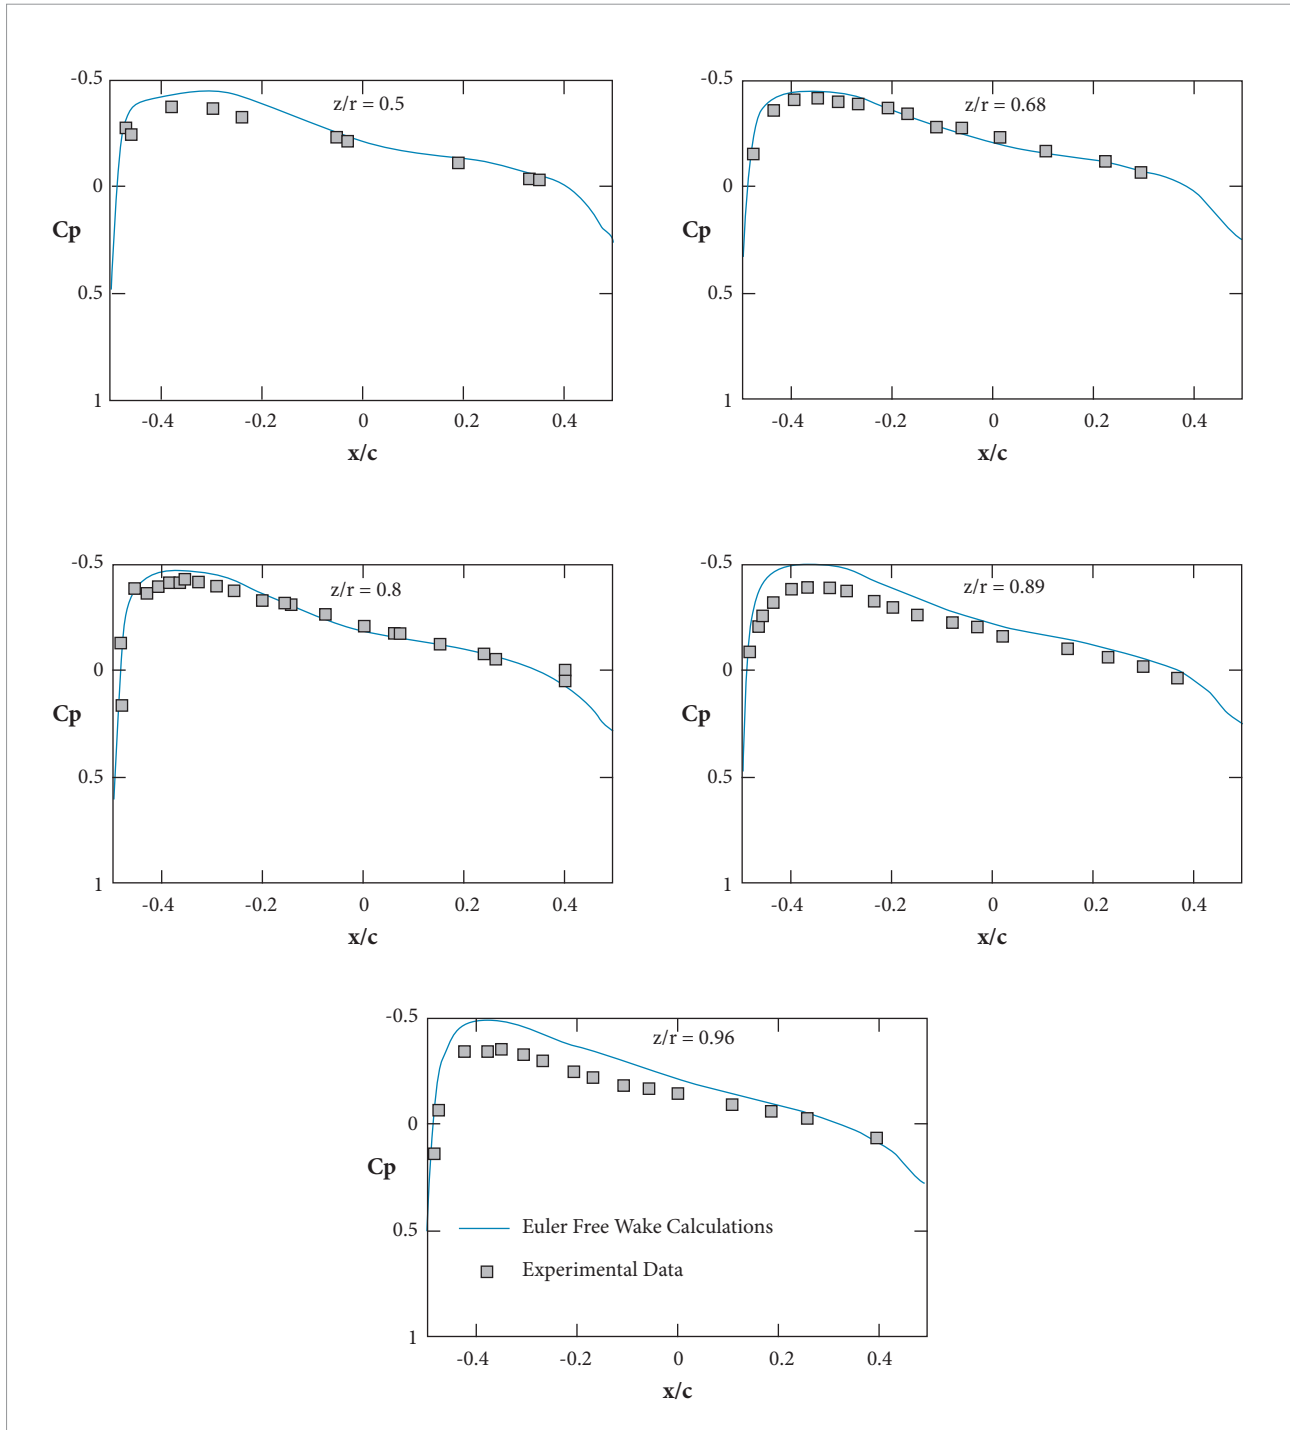 -0.5
z/r = 0.5
0
Cp
0.5
1
-0.4 -0.2 0 0.2 0.4
x/c
-0.5
z/r = 0.68
0
Cp
0.5
1
-0.4 -0.2 0 0.2 0.4
x/c
-0.5
z/r = 0.8
0
Cp
0.5
1
-0.4 -0.2 0 0.2 0.4
x/c
-0.5
z/r = 0.89
0
Cp
0.5
1
-0.4 -0.2 0 0.2 0.4
x/c
-0.5
z/r = 0.96
0
Cp
0.5
Euler Free Wake Calculations
Experimental Data
1
-0.4 -0.2 0 0.2 0.4
x/c